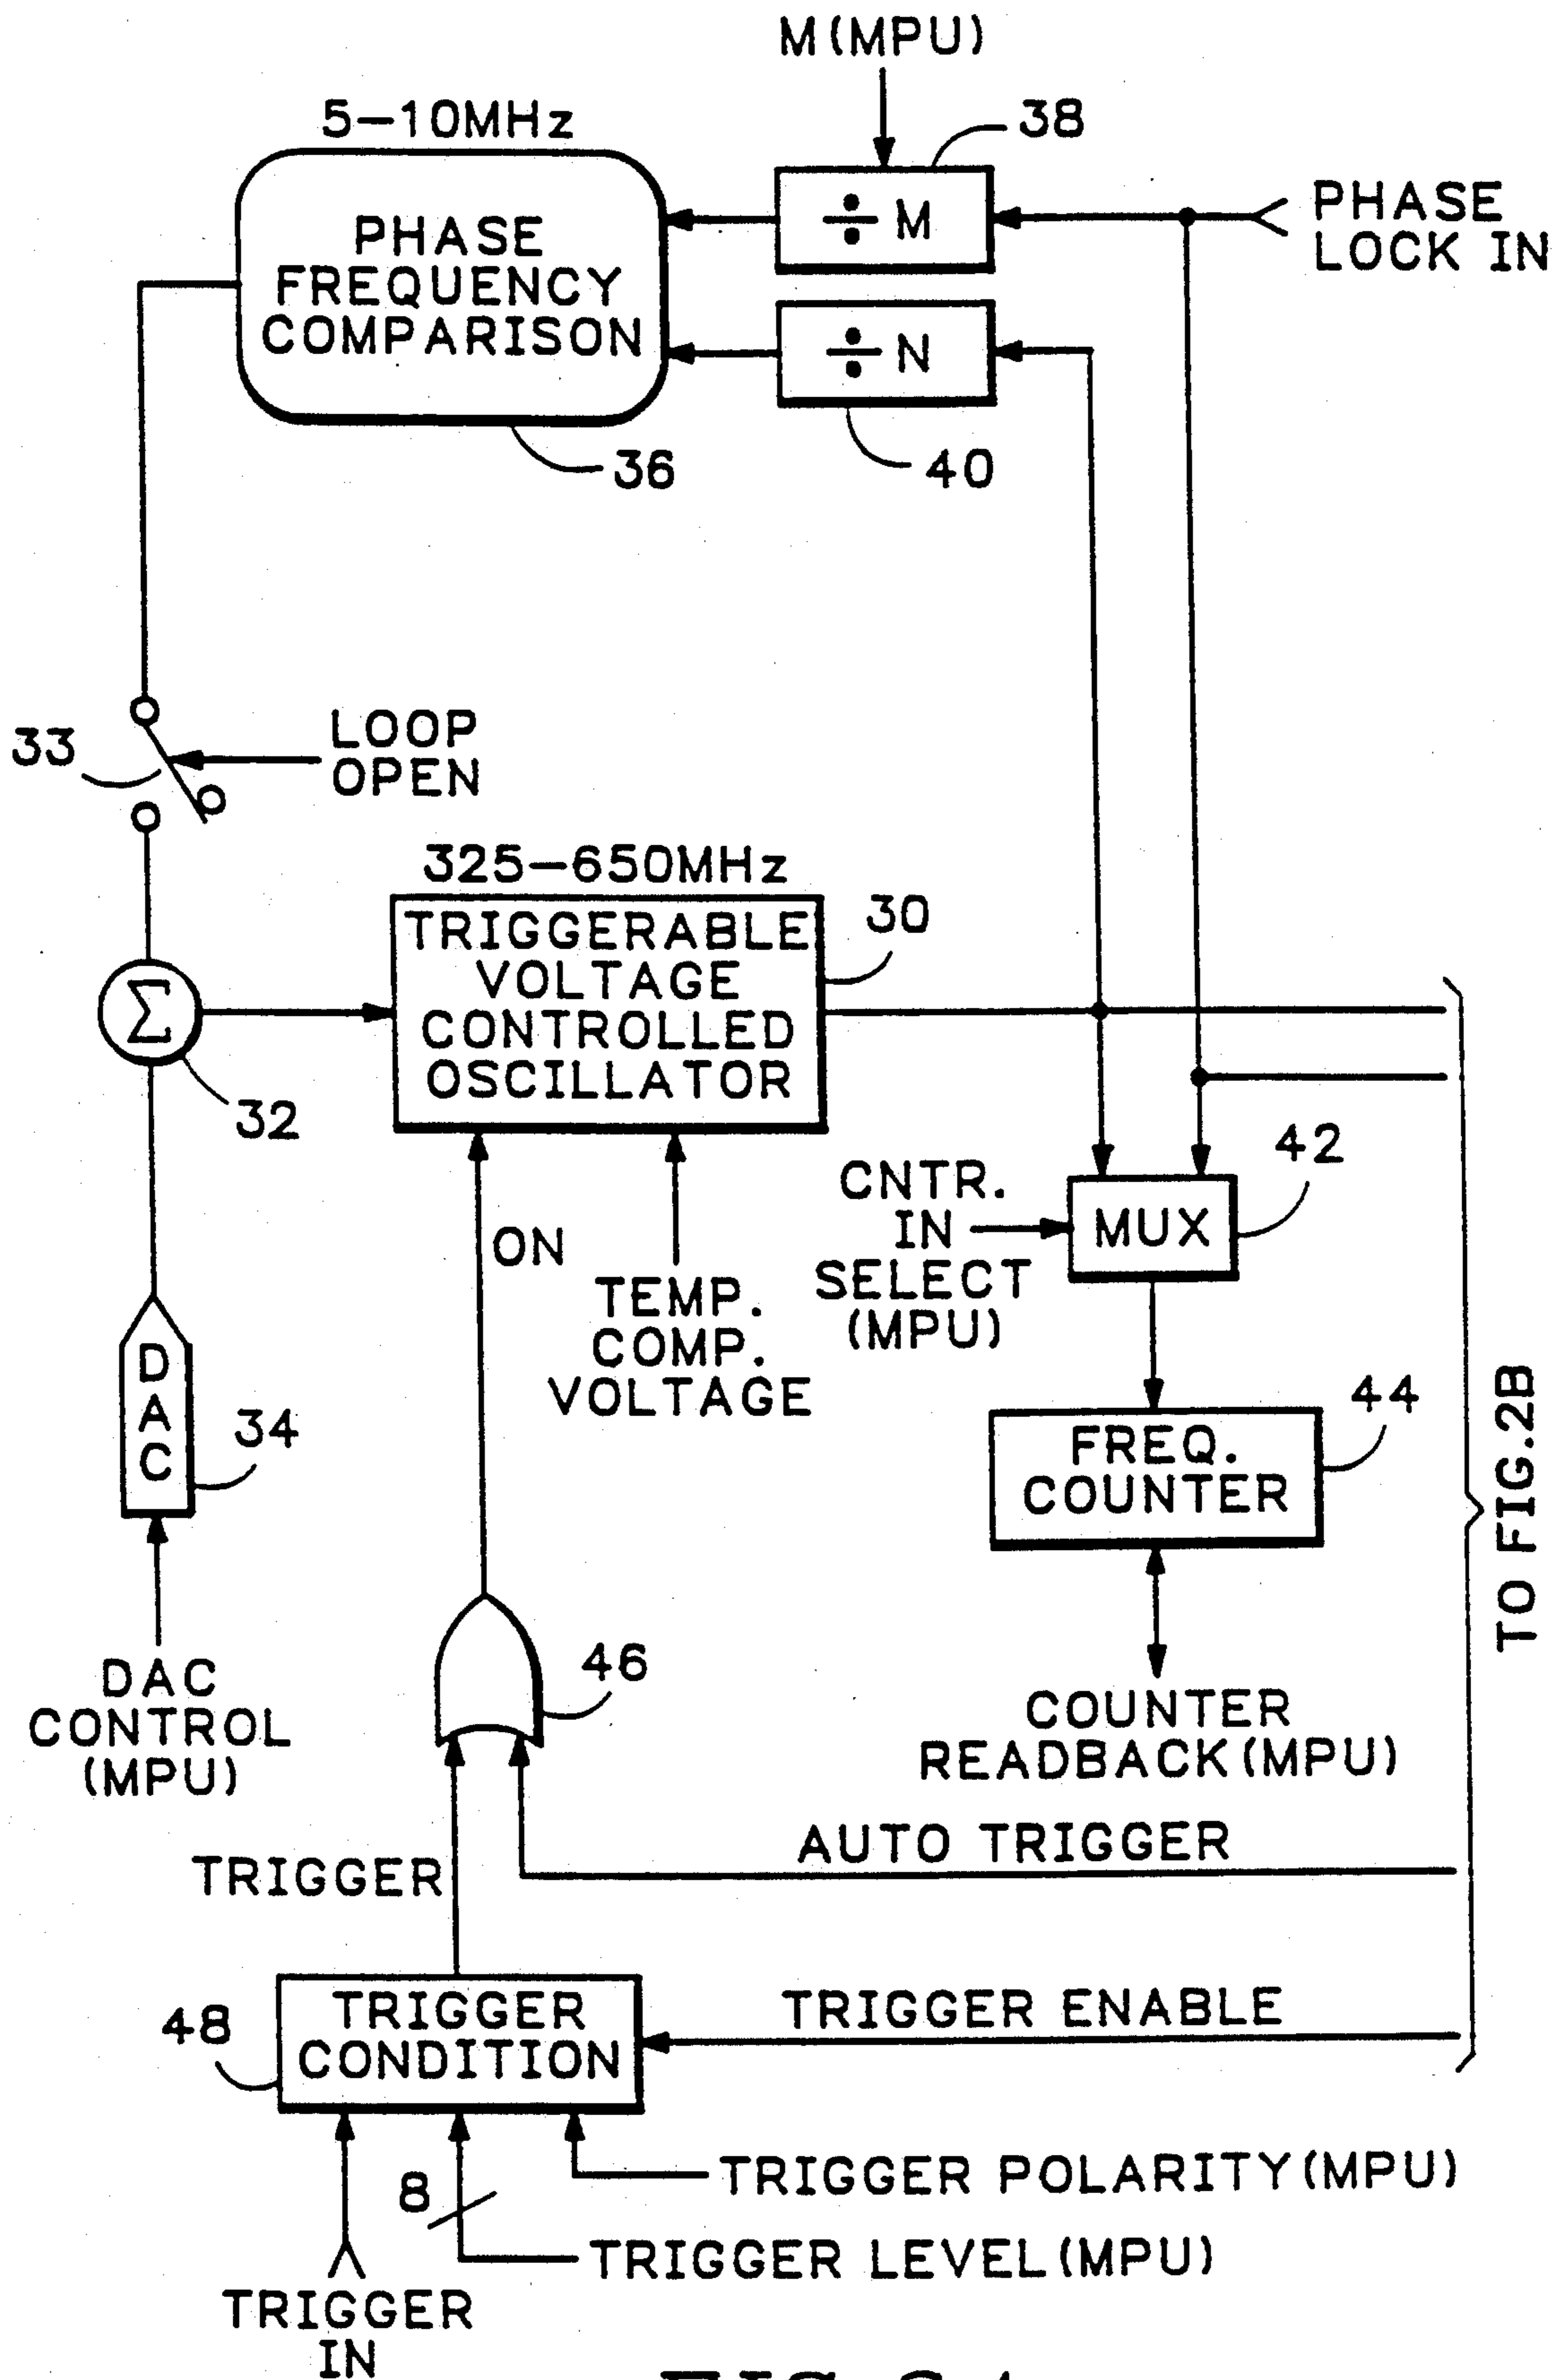 M(MPU)
5-10MHz
38
PHASE
FREQUENCY
COMPARISON
÷ M
PHASE
LOCK IN
÷ N
36
40
33
LOOP
OPEN
325-650MHz
TRIGGERABLE
VOLTAGE
CONTROLLED
OSCILLATOR
30
Σ
32
42
CNTR.
IN
SELECT
(MPU)
MUX
ON
TEMP.
COMP.
VOLTAGE
DAC
34
44
FREQ.
COUNTER
TO FIG.2B
DAC
CONTROL
(MPU)
46
COUNTER
READBACK(MPU)
AUTO TRIGGER
TRIGGER
48
TRIGGER
CONDITION
TRIGGER ENABLE
TRIGGER POLARITY(MPU)
8
TRIGGER LEVEL(MPU)
TRIGGER
IN